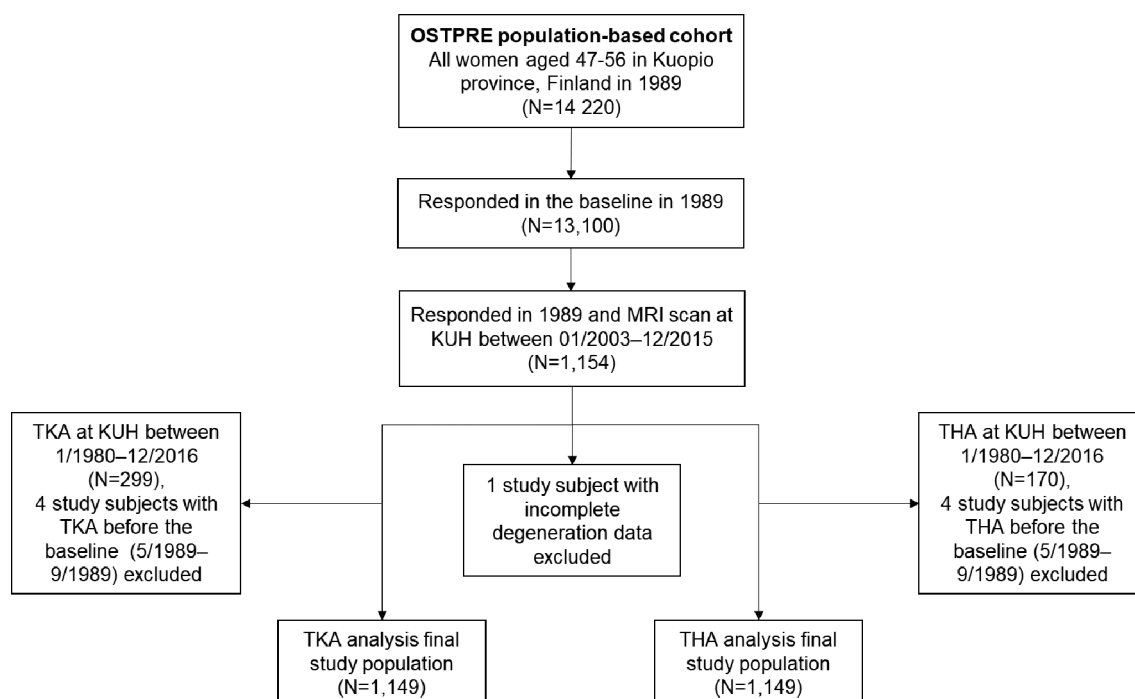 OSTPRE population-based cohort
All women aged 47-56 in Kuopio
province, Finland in 1989
(N=14 220)
Responded in the baseline in 1989
(N=13,100)
Responded in 1989 and MRI scan at
KUH between 01/2003–12/2015
(N=1,154)
TKA at KUH between
1/1980–12/2016
(N=299),
4 study subjects with
TKA before the
baseline (5/1989–
9/1989) excluded
1 study subject with
incomplete
degeneration data
excluded
THA at KUH between
1/1980–12/2016
(N=170),
4 study subjects with
THA before the
baseline (5/1989–
9/1989) excluded
TKA analysis final
study population
(N=1,149)
THA analysis final
study population
(N=1,149)